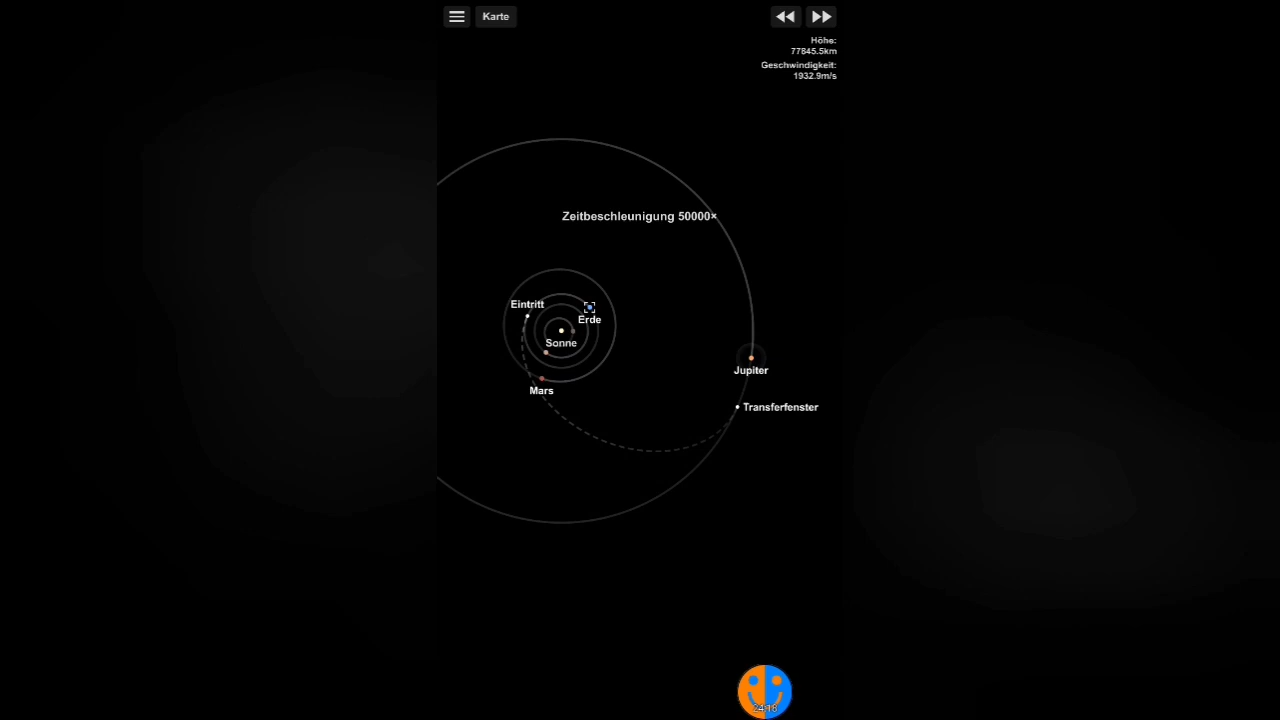 Karte
Höhe:
77845.5km
Geschwindigkeit:
1932.9m/s
Zeitbeschleunigung 50000×
Eintritt
Erde
Sonne
Jupiter
Mars
Transferfenster
24:18